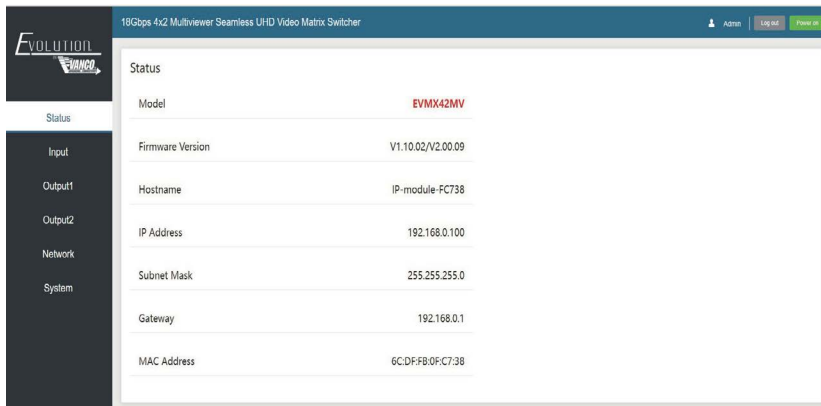 EVOLUTION
BY
VANCO
18Gbps 4x2 Multiviewer Seamless UHD Video Matrix Switcher
Admin
Log out
Power on
Status
Input
Output1
Output2
Network
System
Status
Model EVMX42MV
Firmware Version V1.10.02/V2.00.09
Hostname IP-module-FC738
IP Address 192.168.0.100
Subnet Mask 255.255.255.0
Gateway 192.168.0.1
MAC Address 6C:DF:FB:0F:C7:38